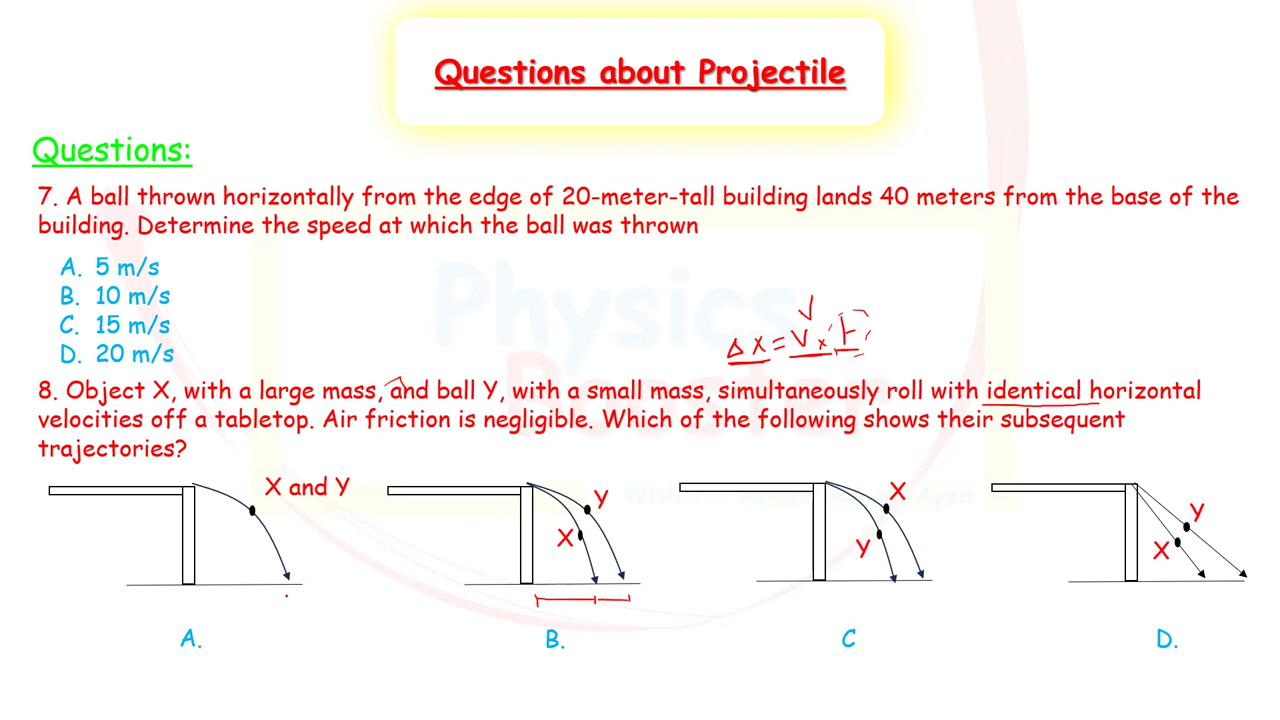 Questions about Projectile
Questions:
7. A ball thrown horizontally from the edge of 20-meter-tall building lands 40 meters from the base of the
building. Determine the speed at which the ball was thrown
A. 5 m/s
B. 10 m/s
C. 15 m/s
D. 20 m/s
Δx = Vx t
8. Object X, with a large mass, and ball Y, with a small mass, simultaneously roll with identical horizontal
velocities off a tabletop. Air friction is negligible. Which of the following shows their subsequent
trajectories?
X and Y
Y
X
X
Y
Y
X
A.
B.
C
D.
Physics